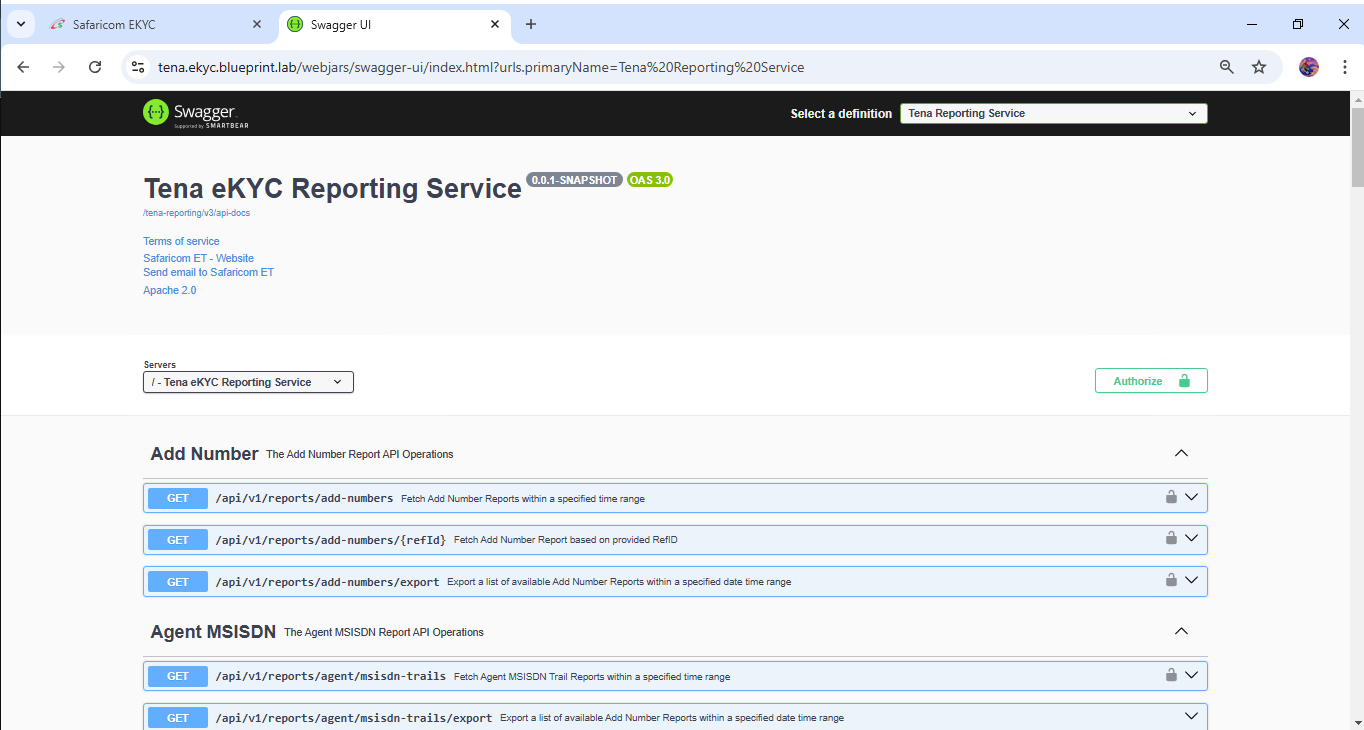 Safaricom EKYC
Swagger UI
tena.ekyc.blueprint.lab/webjars/swagger-ui/index.html?urls.primaryName=Tena%20Reporting%20Service
{···} Swagger
Supported by SMARTBEAR
Select a definition
Tena Reporting Service
Tena eKYC Reporting Service 0.0.1-SNAPSHOT OAS 3.0
/tena-reporting/v3/api-docs
Terms of service
Safaricom ET - Website
Send email to Safaricom ET
Apache 2.0
Servers
/ - Tena eKYC Reporting Service
Authorize
Add Number The Add Number Report API Operations
GET /api/v1/reports/add-numbers Fetch Add Number Reports within a specified time range
GET /api/v1/reports/add-numbers/{refId} Fetch Add Number Report based on provided RefID
GET /api/v1/reports/add-numbers/export Export a list of available Add Number Reports within a specified date time range
Agent MSISDN The Agent MSISDN Report API Operations
GET /api/v1/reports/agent/msisdn-trails Fetch Agent MSISDN Trail Reports within a specified time range
GET /api/v1/reports/agent/msisdn-trails/export Export a list of available Add Number Reports within a specified date time range